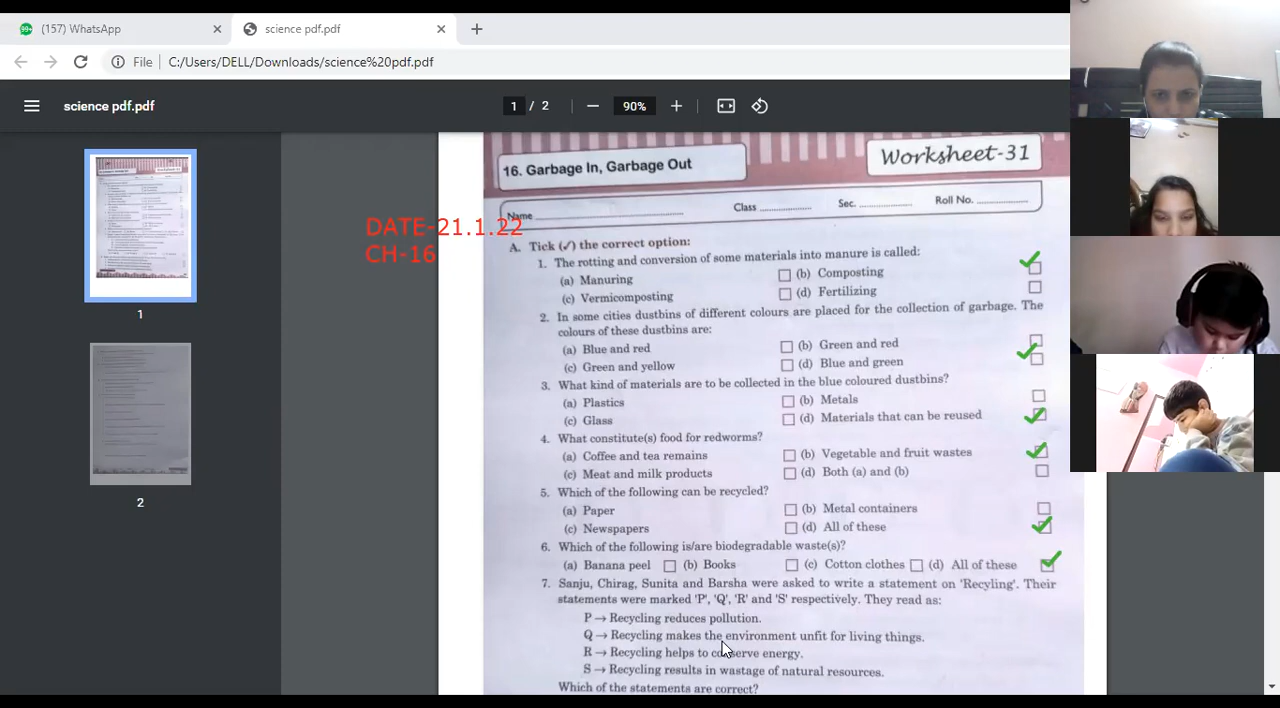 (157) WhatsApp
science pdf.pdf
File C:/Users/DELL/Downloads/science%20pdf.pdf
science pdf.pdf
1 / 2
90%
16. Garbage In, Garbage Out
Worksheet-31
Name
Class
Sec.
Roll No.
DATE-21.1.22
CH-16
A. Tick (✓) the correct option:
1. The rotting and conversion of some materials into manure is called:
(a) Manuring (b) Composting
(c) Vermicomposting (d) Fertilizing
2. In some cities dustbins of different colours are placed for the collection of garbage. The
colours of these dustbins are:
(a) Blue and red (b) Green and red
(c) Green and yellow (d) Blue and green
3. What kind of materials are to be collected in the blue coloured dustbins?
(a) Plastics (b) Metals
(c) Glass (d) Materials that can be reused
4. What constitute(s) food for redworms?
(a) Coffee and tea remains (b) Vegetable and fruit wastes
(c) Meat and milk products (d) Both (a) and (b)
5. Which of the following can be recycled?
(a) Paper (b) Metal containers
(c) Newspapers (d) All of these
6. Which of the following is/are biodegradable waste(s)?
(a) Banana peel (b) Books (c) Cotton clothes (d) All of these
7. Sanju, Chirag, Sunita and Barsha were asked to write a statement on 'Recyling'. Their
statements were marked 'P', 'Q', 'R' and 'S' respectively. They read as:
P → Recycling reduces pollution.
Q → Recycling makes the environment unfit for living things.
R → Recycling helps to conserve energy.
S → Recycling results in wastage of natural resources.
Which of the statements are correct?
1
2